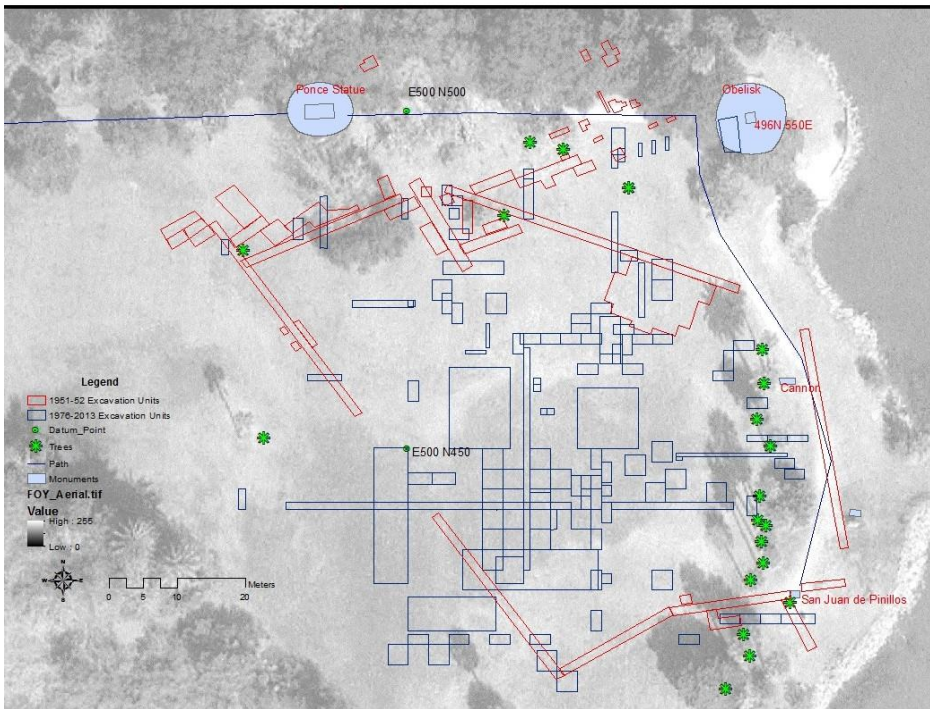 Ponce Statue
E500 N500
Obelisk
496N 550E
Cannon
E500 N450
San Juan de Pinillos
Legend
1951-52 Excavation Units
1976-2013 Excavation Units
Datum_Point
Trees
Path
Monuments
FOY_Aerial.tif
Value
High : 255
Low : 0
N
W
E
S
0 5 10 20
Meters